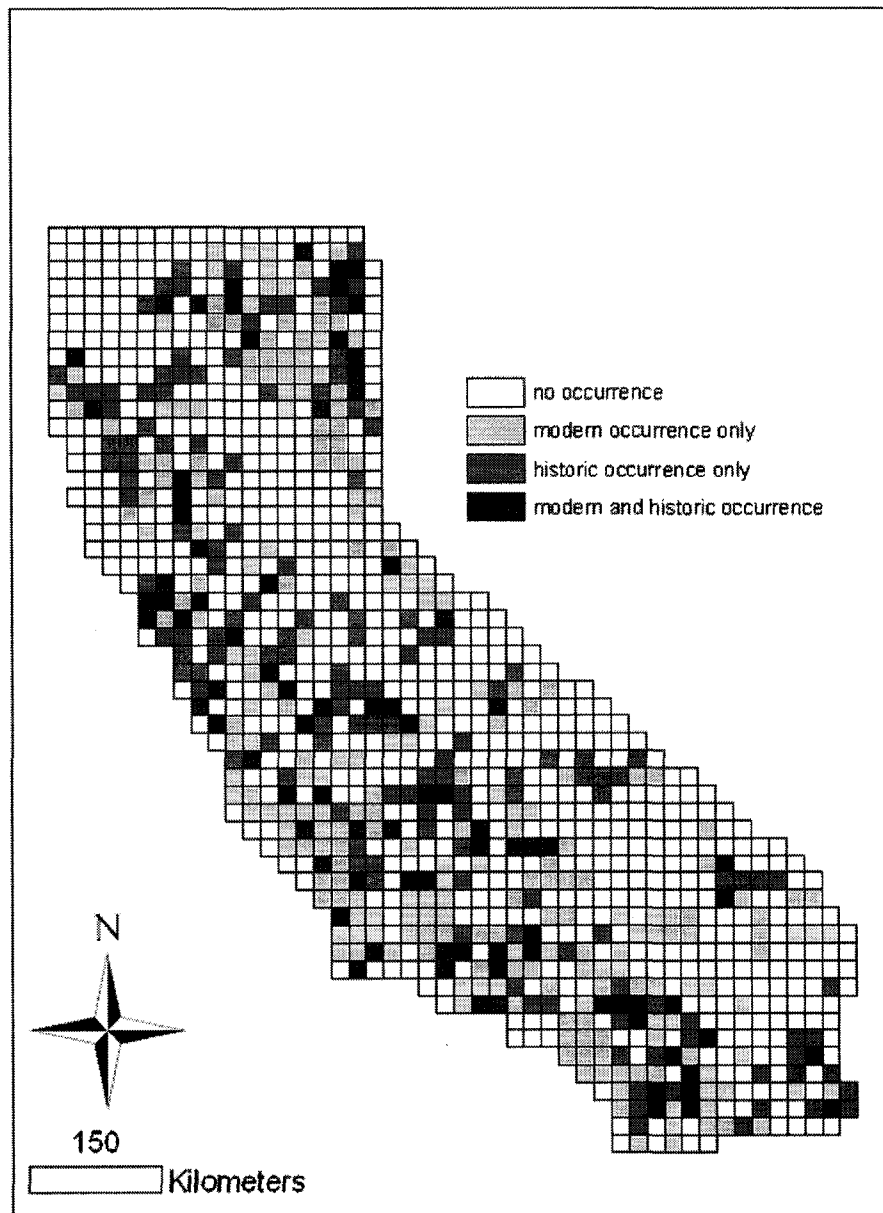 no occurrence
modern occurrence only
historic occurrence only
modern and historic occurrence
N
150
Kilometers